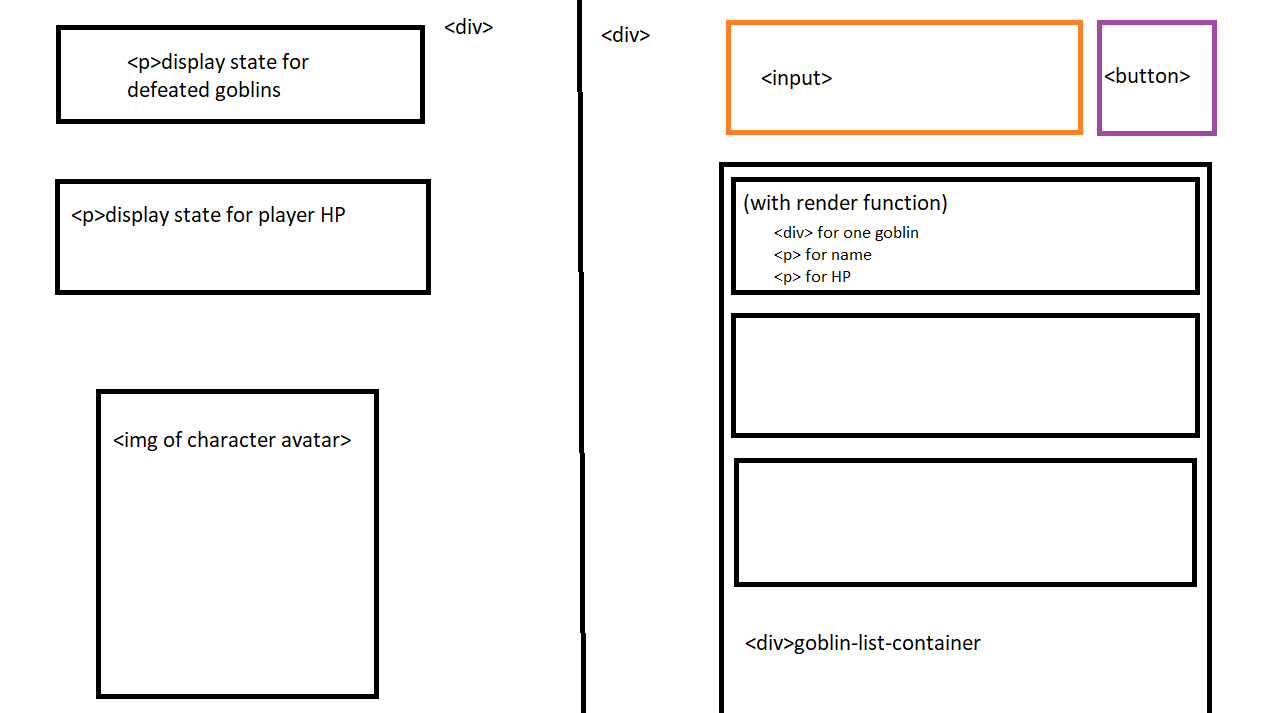 <div>
<p>display state for
defeated goblins
<p>display state for player HP
<img of character avatar>
<div>
<input>
<button>
(with render function)
<div> for one goblin
<p> for name
<p> for HP
<div>goblin-list-container